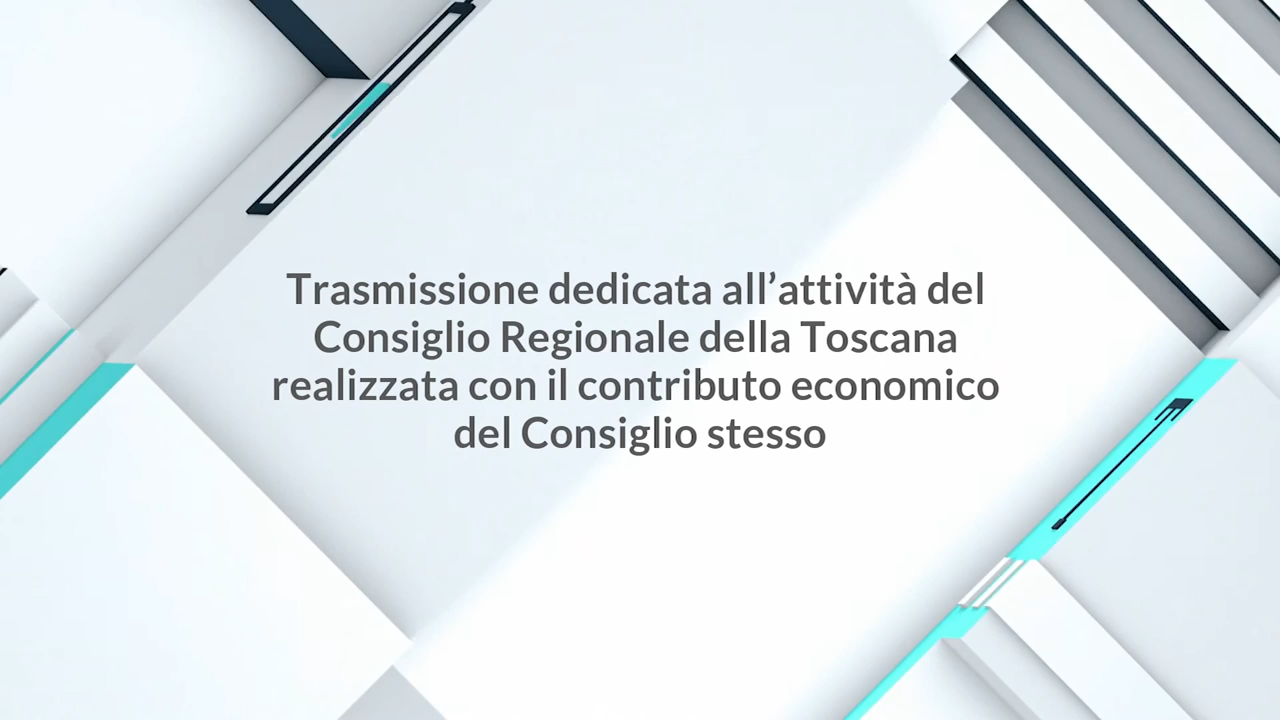 Trasmissione dedicata all’attività del
Consiglio Regionale della Toscana
realizzata con il contributo economico
del Consiglio stesso